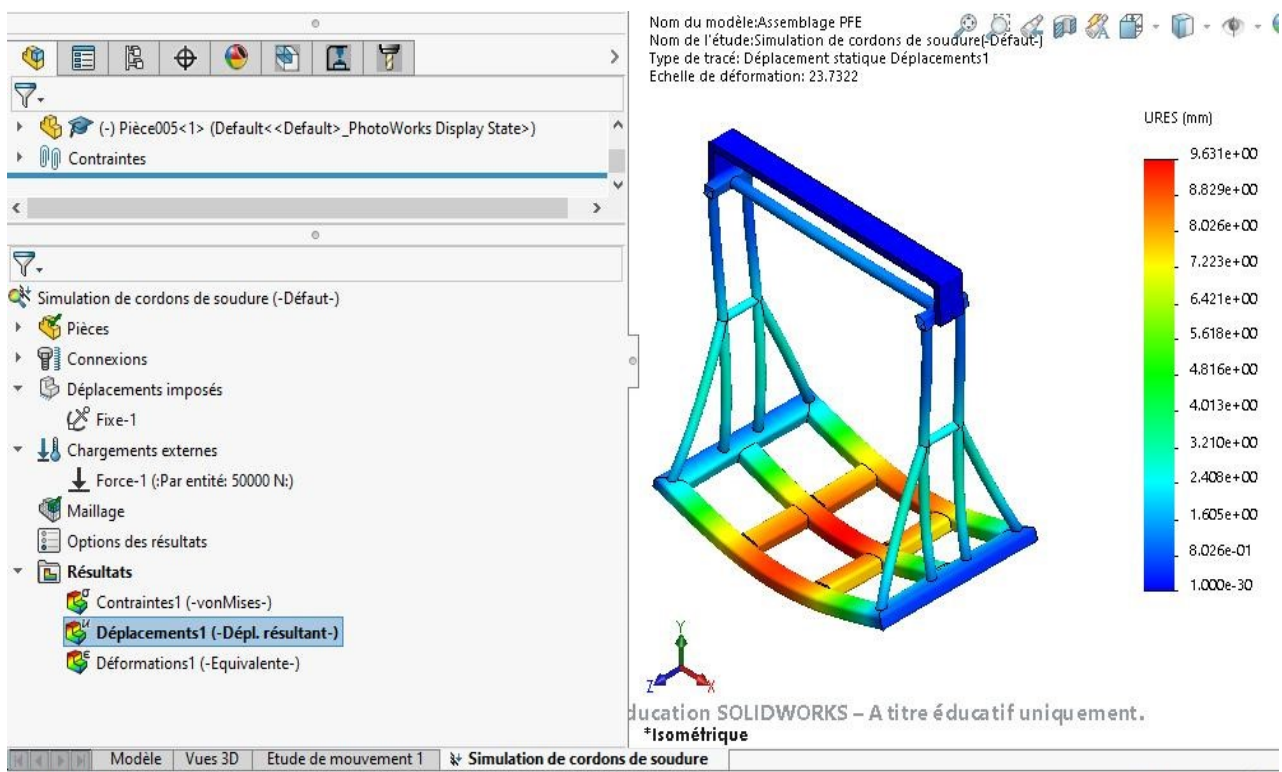 (-) Pièce005<1> (Default<<Default>_PhotoWorks Display State>)
Contraintes
Simulation de cordons de soudure (-Défaut-)
Pièces
Connexions
Déplacements imposés
Fixe-1
Chargements externes
Force-1 (:Par entité: 50000 N:)
Maillage
Options des résultats
Résultats
Contraintes1 (-vonMises-)
Déplacements1 (-Dépl. résultant-)
Déformations1 (-Equivalente-)
Nom du modèle:Assemblage PFE
Nom de l'étude:Simulation de cordons de soudure(-Défaut-)
Type de tracé: Déplacement statique Déplacements1
Echelle de déformation: 23.7322
URES (mm)
9.631e+00
8.829e+00
8.026e+00
7.223e+00
6.421e+00
5.618e+00
4.816e+00
4.013e+00
3.210e+00
2.408e+00
1.605e+00
8.026e-01
1.000e-30
Y
Z
X
ducation SOLIDWORKS – A titre éducatif uniquement.
*Isométrique
Modèle
Vues 3D
Etude de mouvement 1
Simulation de cordons de soudure